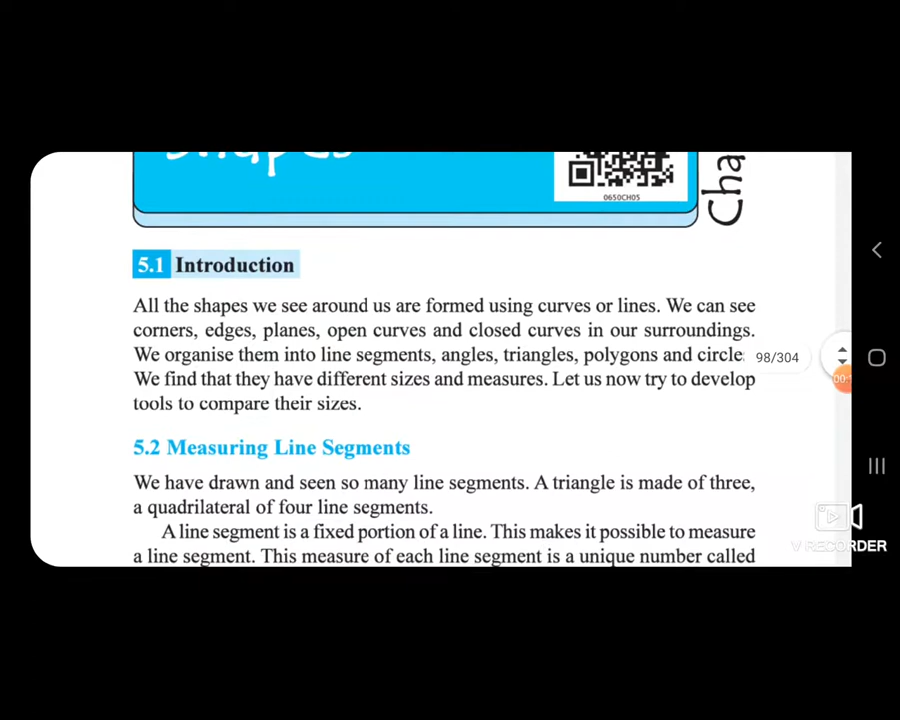 Shapes
Cha
0650CH05
5.1 Introduction
All the shapes we see around us are formed using curves or lines. We can see
corners, edges, planes, open curves and closed curves in our surroundings.
We organise them into line segments, angles, triangles, polygons and circle
98/304
We find that they have different sizes and measures. Let us now try to develop
00:
tools to compare their sizes.
5.2 Measuring Line Segments
We have drawn and seen so many line segments. A triangle is made of three,
a quadrilateral of four line segments.
A line segment is a fixed portion of a line. This makes it possible to measure
V RECORDER
a line segment. This measure of each line segment is a unique number called